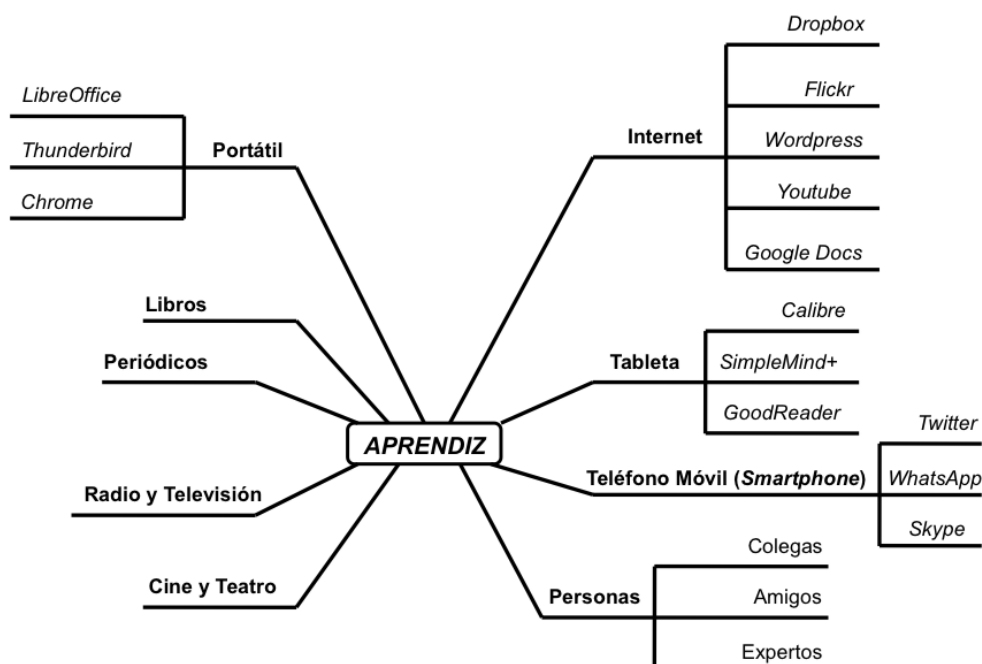 LibreOffice
Thunderbird
Chrome
Portátil
Libros
Periódicos
Radio y Televisión
Cine y Teatro
APRENDIZ
Internet
Dropbox
Flickr
Wordpress
Youtube
Google Docs
Tableta
Calibre
SimpleMind+
GoodReader
Teléfono Móvil (Smartphone)
Twitter
WhatsApp
Skype
Personas
Colegas
Amigos
Expertos